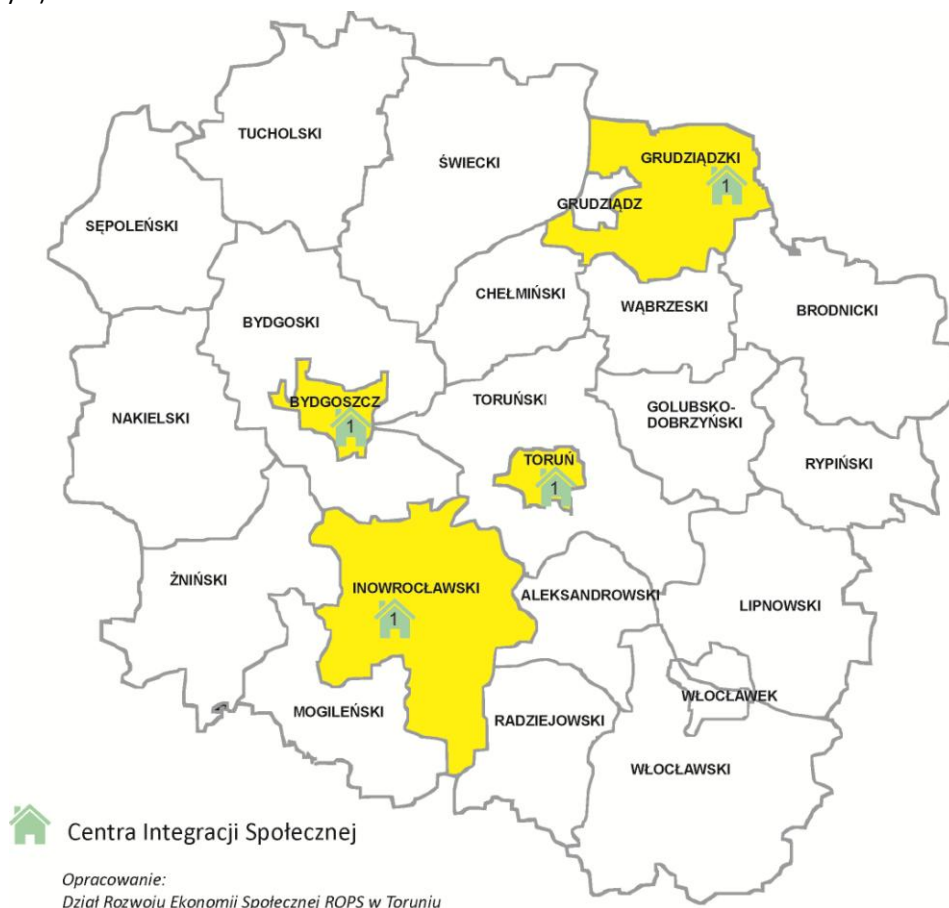 TUCHOLSKI
ŚWIECKI
GRUDZIĄDZKI
1
GRUDZIĄDZ
SĘPOLEŃSKI
CHEŁMIŃSKI
WĄBRZESKI
BRODNICKI
BYDGOSKI
BYDGOSZCZ
1
TORUŃSKI
GOLUBSKO-
DOBRZYŃSKI
NAKIELSKI
TORUŃ
1
RYPIŃSKI
ŻNIŃSKI
INOWROCŁAWSKI
1
ALEKSANDROWSKI
LIPNOWSKI
MOGILEŃSKI
RADZIEJOWSKI
WŁOCŁAWEK
WŁOCŁAWSKI
Centra Integracji Społecznej
Opracowanie:
Dział Rozwoju Ekonomii Społecznej ROPS w Toruniu